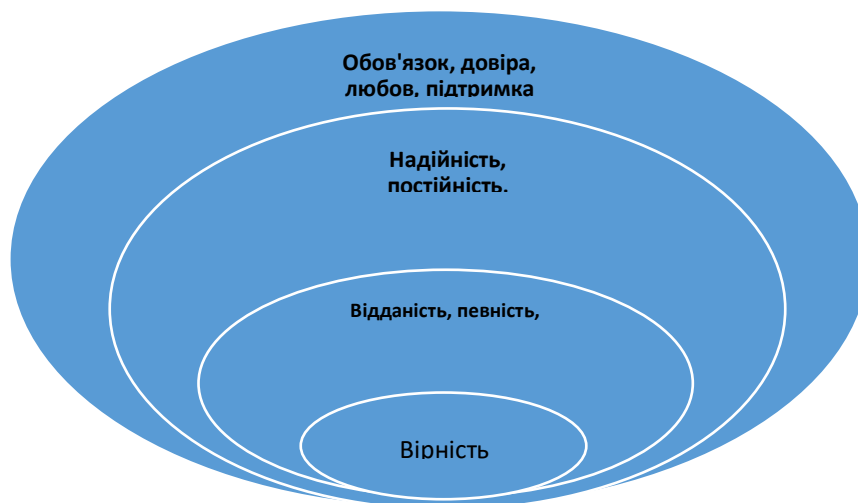 Обов'язок, довіра,
любов, підтримка
Надійність,
постійність,
Відданість, певність,
Вірність